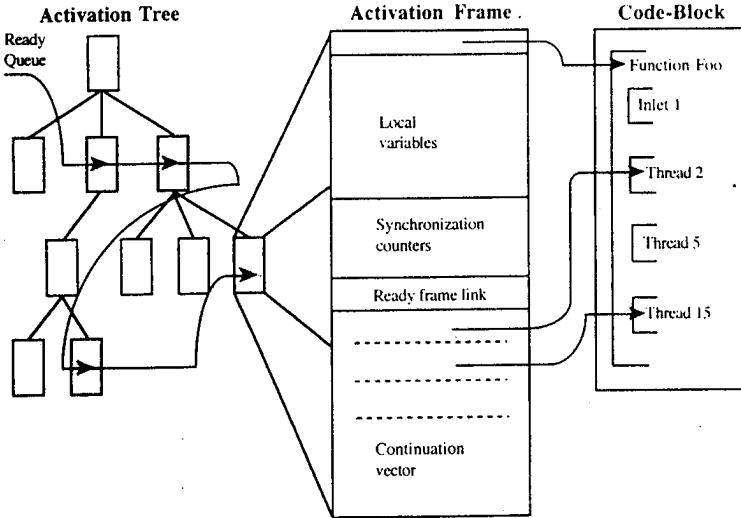 Activation Tree
Activation Frame .
Code-Block
Ready
Queue
Function Foo
Inlet 1
Local
variables
Thread 2
Synchronization
counters
Thread 5
Ready frame link
Thread 15
Continuation
vector